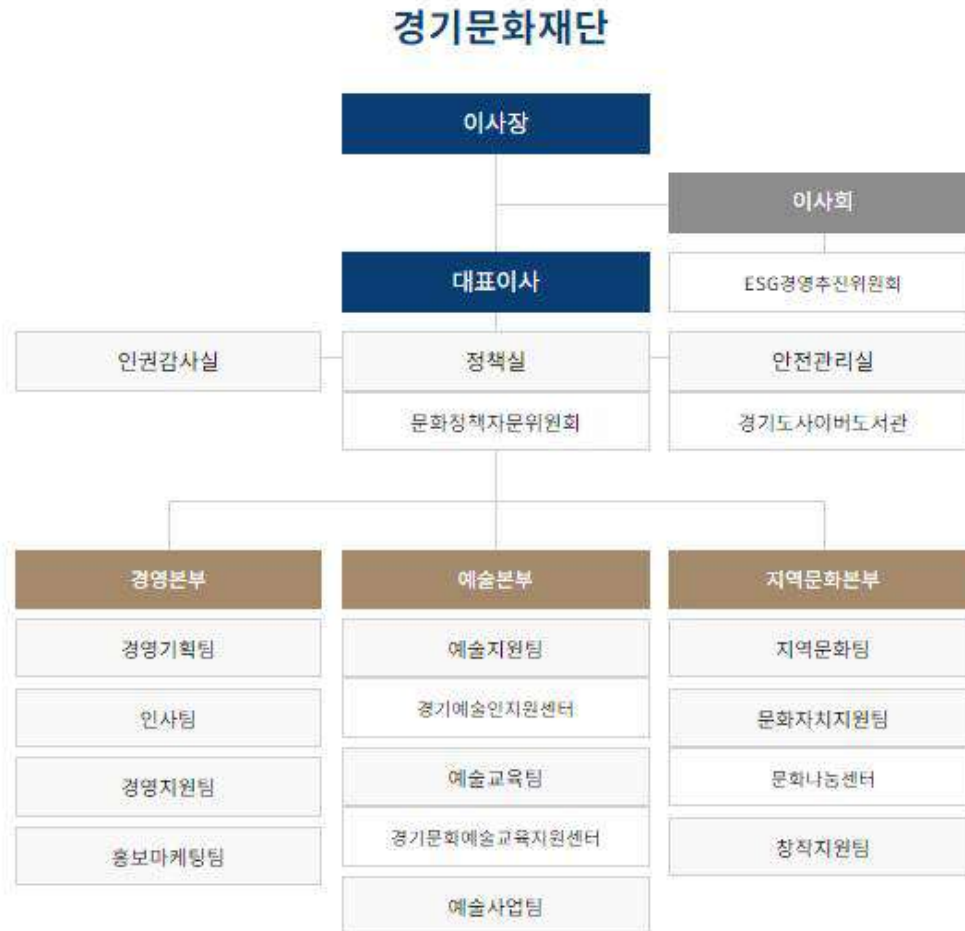 경기문화재단
이사장
이사회
대표이사
ESG경영추진위원회
인권감사실
정책실
안전관리실
문화정책자문위원회
경기도사이버도서관
경영본부
예술본부
지역문화본부
경영기획팀
예술지원팀
지역문화팀
경기예술인지원센터
인사팀
문화자치지원팀
경영지원팀
예술교육팀
문화나눔센터
경기문화예술교육지원센터
홍보마케팅팀
창작지원팀
예술사업팀